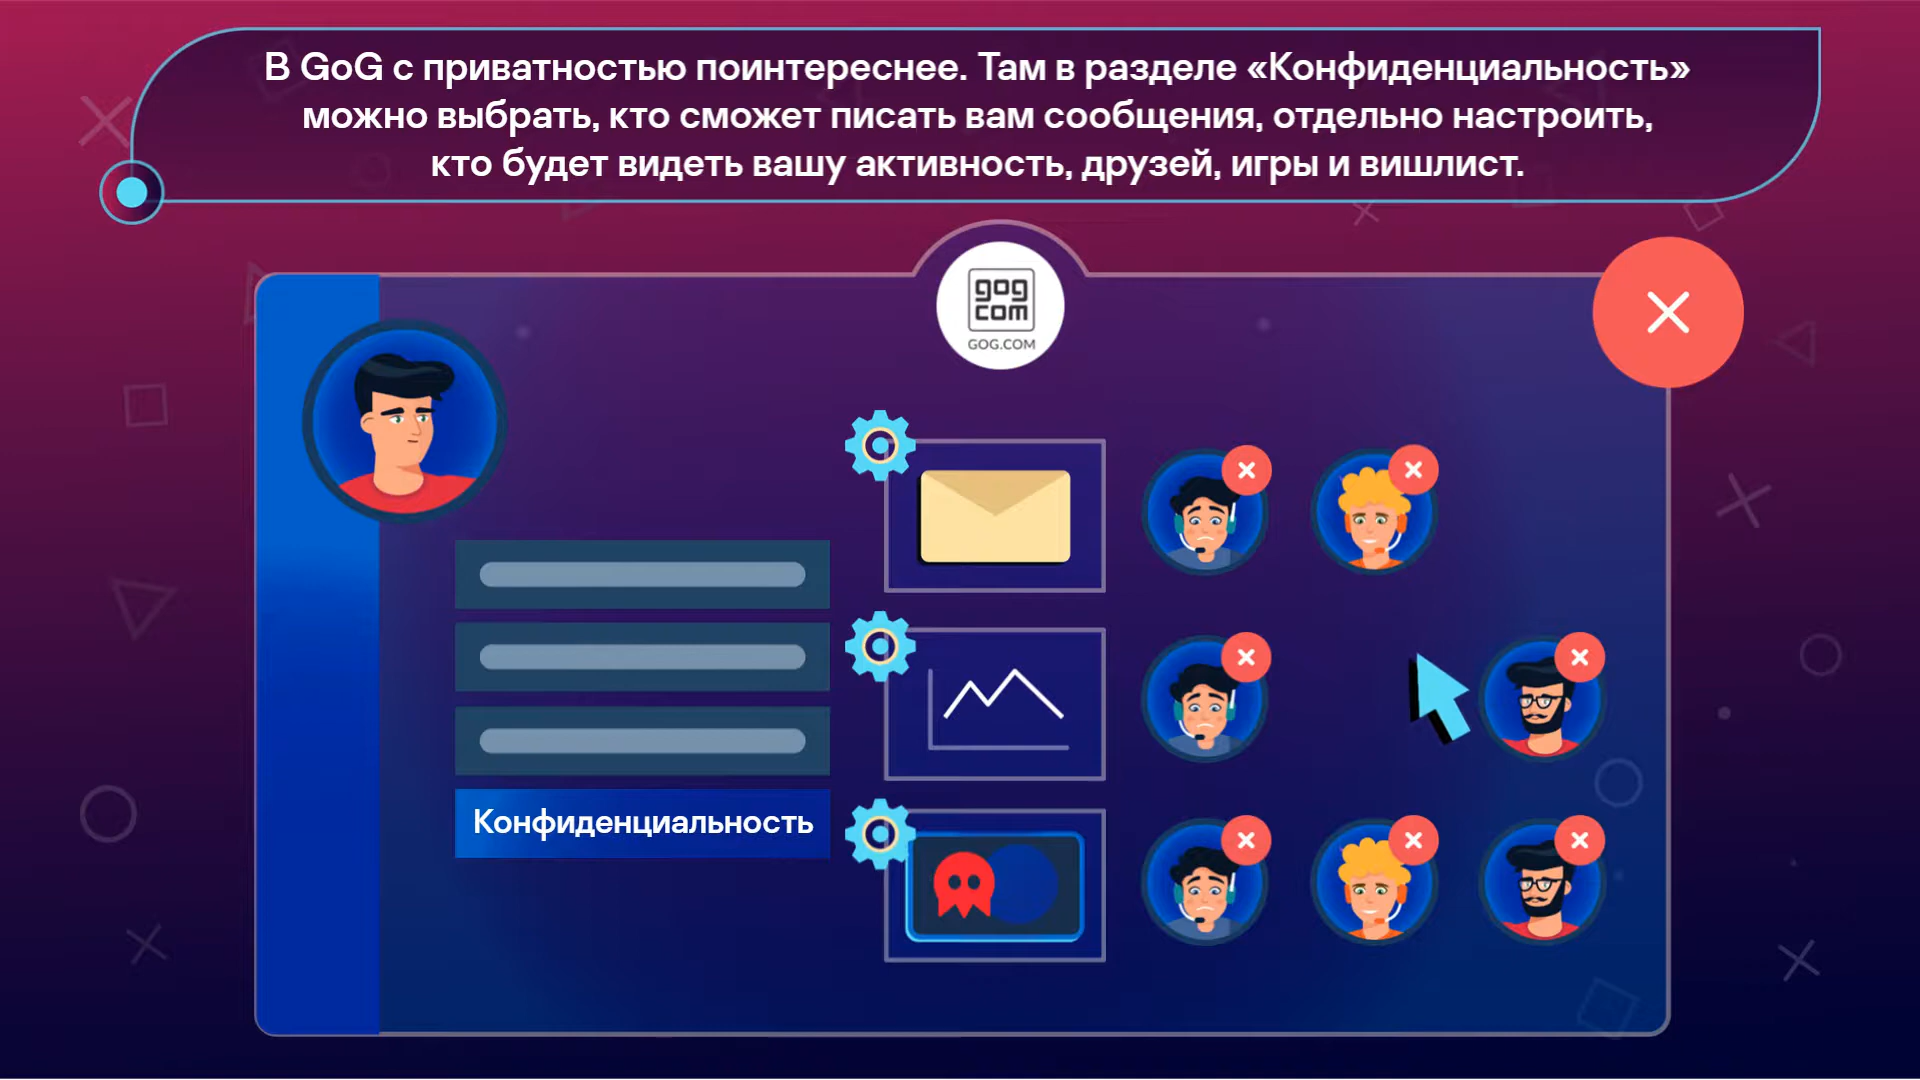 В GoG с приватностью поинтереснее. Там в разделе «Конфиденциальность»
можно выбрать, кто сможет писать вам сообщения, отдельно настроить,
кто будет видеть вашу активность, друзей, игры и вишлист.
gog
com
GOG.COM
Конфиденциальность